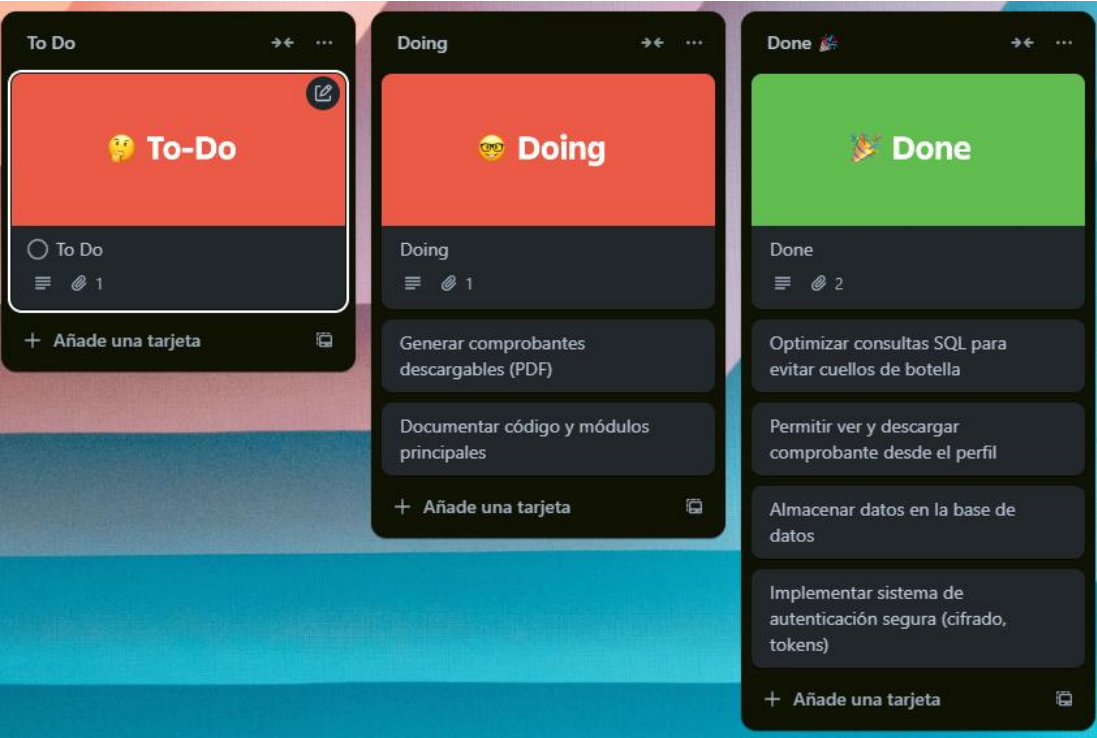 To Do
🤔 To-Do
To Do
1
Añade una tarjeta
Doing
🤓 Doing
Doing
1
Generar comprobantes
descargables (PDF)
Documentar código y módulos
principales
Añade una tarjeta
Done 🎉
🎉 Done
Done
2
Optimizar consultas SQL para
evitar cuellos de botella
Permitir ver y descargar
comprobante desde el perfil
Almacenar datos en la base de
datos
Implementar sistema de
autenticación segura (cifrado,
tokens)
Añade una tarjeta